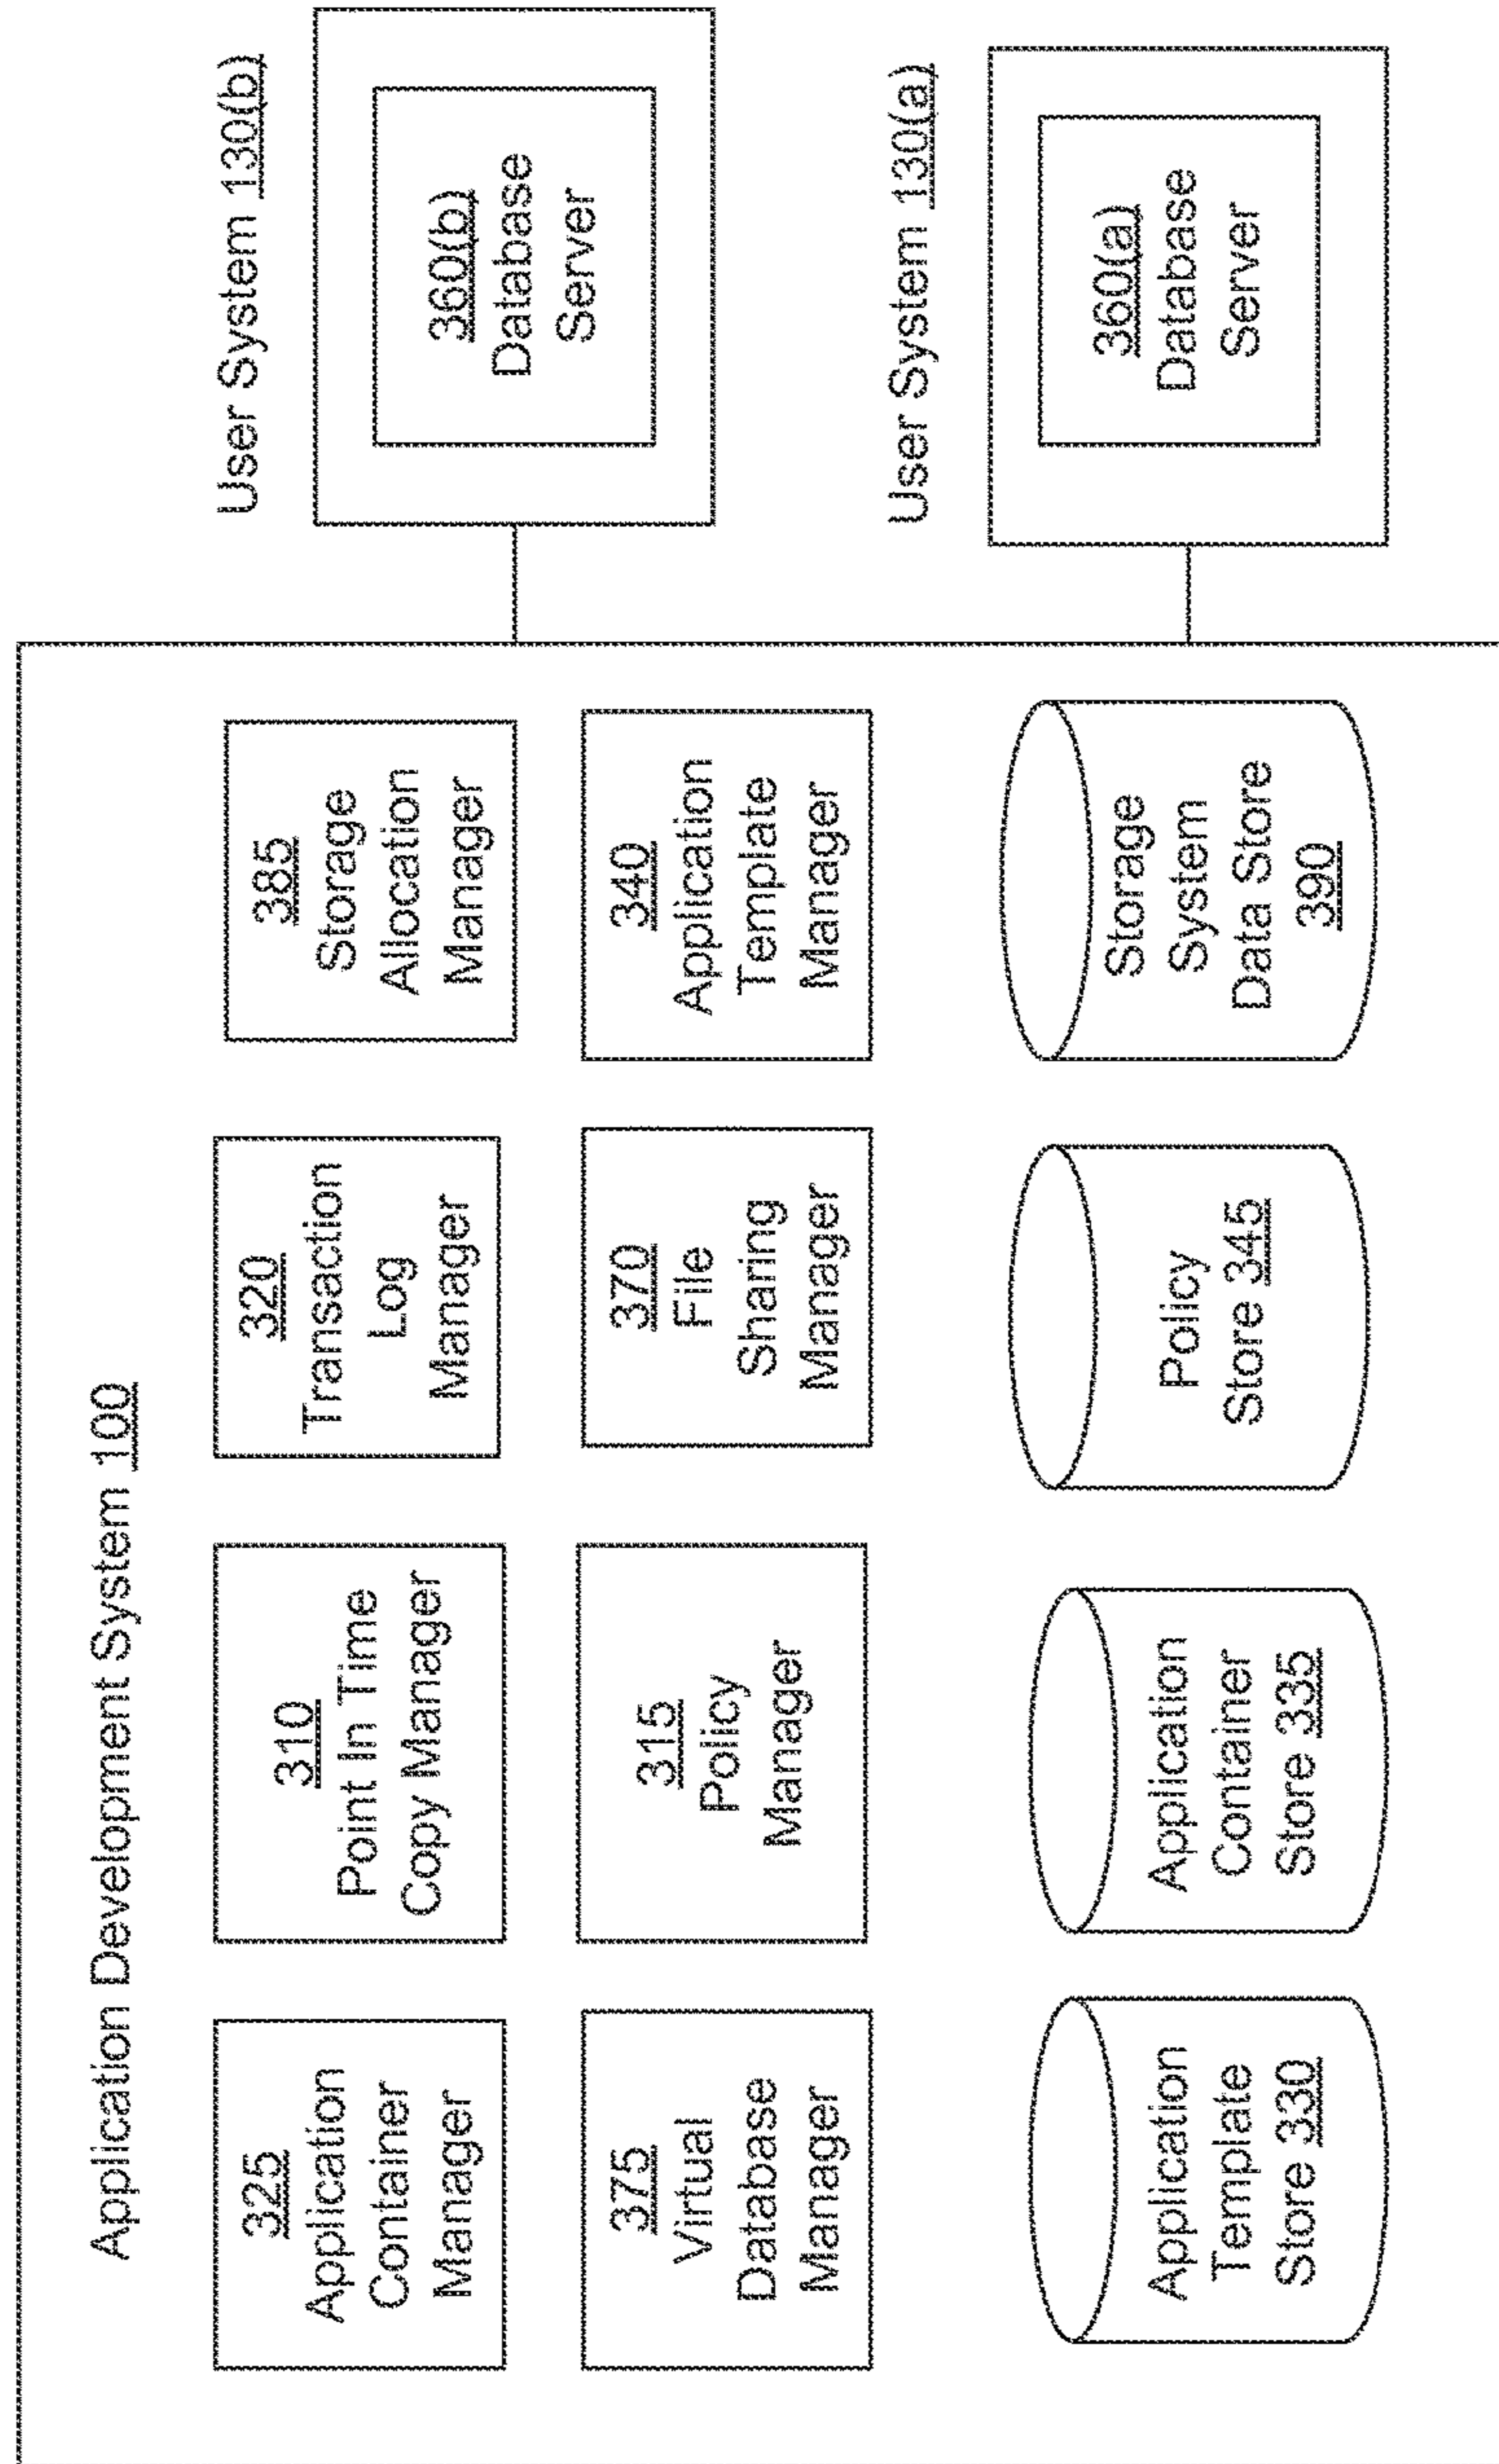 Application Development System 100
325
Application
Container
Manager
310
Point In Time
Copy Manager
320
Transaction
Log
Manager
385
Storage
Allocation
Manager
375
Virtual
Database
Manager
315
Policy
Manager
370
File
Sharing
Manager
340
Application
Template
Manager
Application
Template
Store 330
Application
Container
Store 335
Policy
Store 345
Storage
System
Data Store
390
User System 130(b)
360(b)
Database
Server
User System 130(a)
360(a)
Database
Server